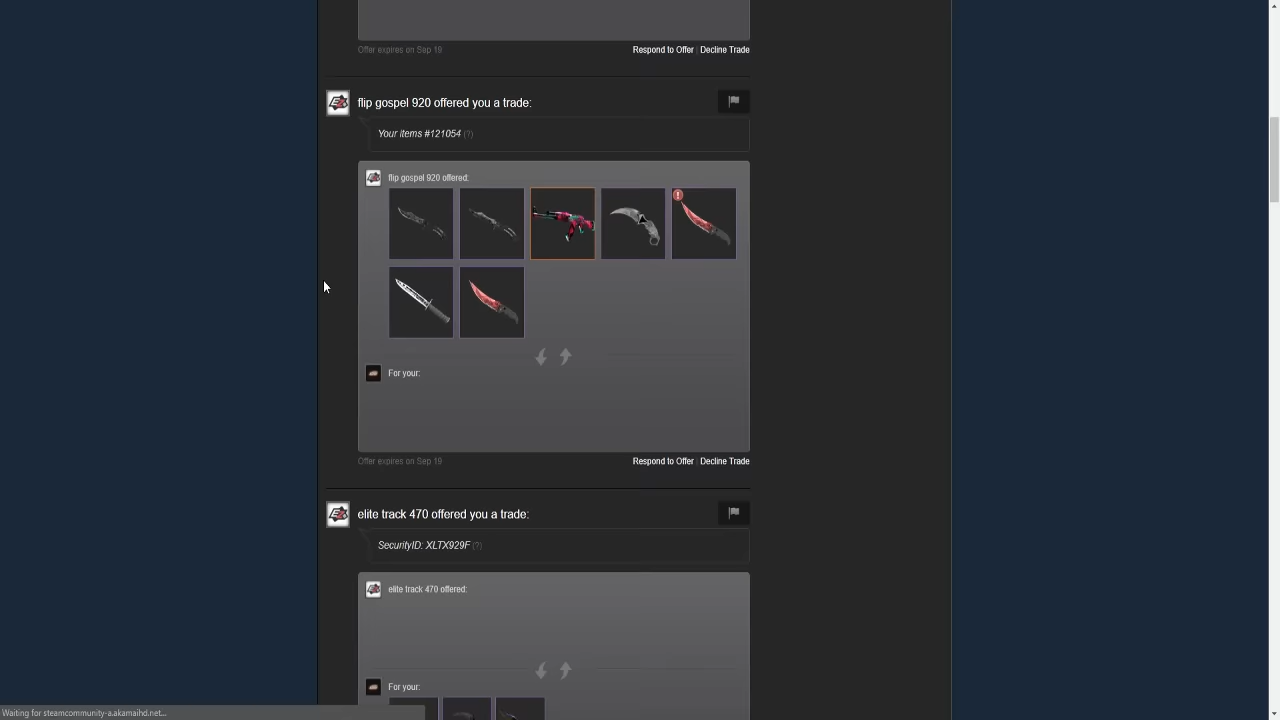 Offer expires on Sep 19
Respond to Offer | Decline Trade
flip gospel 920 offered you a trade:
Your items #121054 (?)
flip gospel 920 offered:
!
For your:
Offer expires on Sep 19
Respond to Offer | Decline Trade
elite track 470 offered you a trade:
SecurityID: XLTX929F (?)
elite track 470 offered:
For your:
Waiting for steamcommunity-a.akamaihd.net...